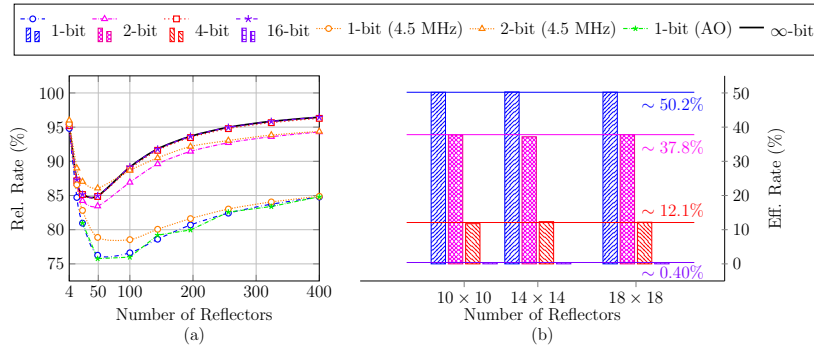 1-bit 2-bit 4-bit 16-bit 1-bit (4.5 MHz) 2-bit (4.5 MHz) 1-bit (AO) ∞-bit
Rel. Rate (%)
100
95
90
85
80
75
4 50 100 200 300 400
Number of Reflectors
(a)
~ 50.2%
~ 37.8%
~ 12.1%
~ 0.40%
50
40
30
20
10
0
Eff. Rate (%)
10 × 10 14 × 14 18 × 18
Number of Reflectors
(b)